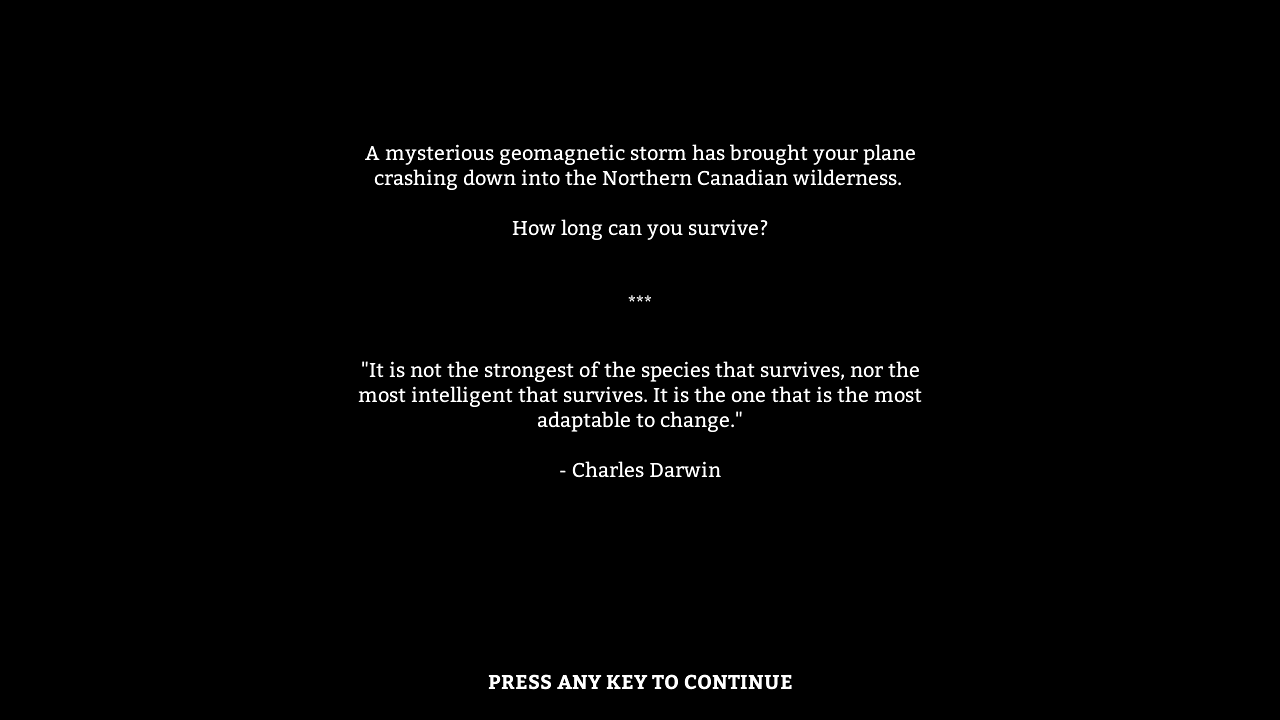 A mysterious geomagnetic storm has brought your plane
crashing down into the Northern Canadian wilderness.
How long can you survive?
***
"It is not the strongest of the species that survives, nor the
most intelligent that survives. It is the one that is the most
adaptable to change."
- Charles Darwin
PRESS ANY KEY TO CONTINUE